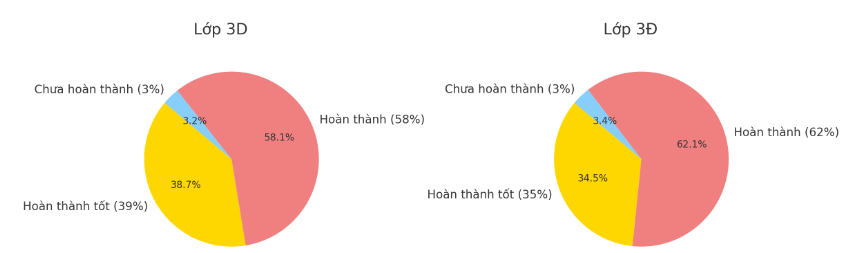 Lớp 3D
Chưa hoàn thành (3%)
3.2%
Hoàn thành (58%)
58.1%
38.7%
Hoàn thành tốt (39%)
Lớp 3Đ
Chưa hoàn thành (3%)
3.4%
Hoàn thành (62%)
62.1%
34.5%
Hoàn thành tốt (35%)